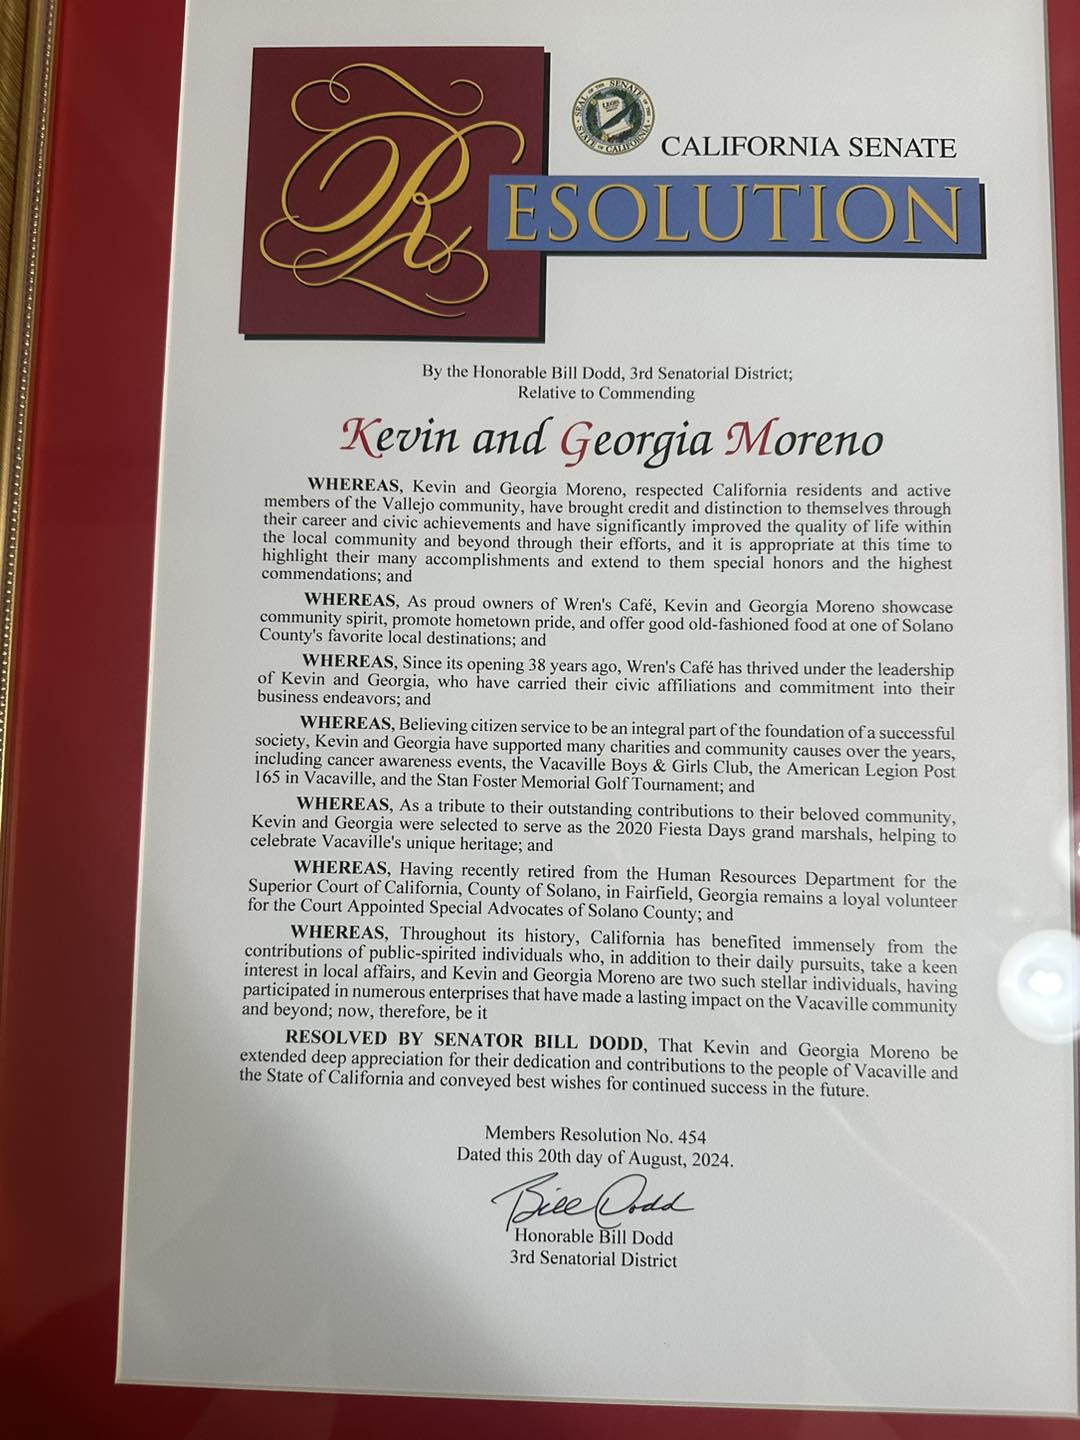 SEAL OF THE SENATE OF THE STATE OF CALIFORNIA
LEGIS
CALIFORNIA SENATE
RESOLUTION
By the Honorable Bill Dodd, 3rd Senatorial District;
Relative to Commending
Kevin and Georgia Moreno
WHEREAS, Kevin and Georgia Moreno, respected California residents and active
members of the Vallejo community, have brought credit and distinction to themselves through
their career and civic achievements and have significantly improved the quality of life within
the local community and beyond through their efforts, and it is appropriate at this time to
highlight their many accomplishments and extend to them special honors and the highest
commendations; and
WHEREAS, As proud owners of Wren's Café, Kevin and Georgia Moreno showcase
community spirit, promote hometown pride, and offer good old-fashioned food at one of Solano
County's favorite local destinations; and
WHEREAS, Since its opening 38 years ago, Wren's Café has thrived under the leadership
of Kevin and Georgia, who have carried their civic affiliations and commitment into their
business endeavors; and
WHEREAS, Believing citizen service to be an integral part of the foundation of a successful
society, Kevin and Georgia have supported many charities and community causes over the years,
including cancer awareness events, the Vacaville Boys & Girls Club, the American Legion Post
165 in Vacaville, and the Stan Foster Memorial Golf Tournament; and
WHEREAS, As a tribute to their outstanding contributions to their beloved community,
Kevin and Georgia were selected to serve as the 2020 Fiesta Days grand marshals, helping to
celebrate Vacaville's unique heritage; and
WHEREAS, Having recently retired from the Human Resources Department for the
Superior Court of California, County of Solano, in Fairfield, Georgia remains a loyal volunteer
for the Court Appointed Special Advocates of Solano County; and
WHEREAS, Throughout its history, California has benefited immensely from the
contributions of public-spirited individuals who, in addition to their daily pursuits, take a keen
interest in local affairs, and Kevin and Georgia Moreno are two such stellar individuals, having
participated in numerous enterprises that have made a lasting impact on the Vacaville community
and beyond; now, therefore, be it
RESOLVED BY SENATOR BILL DODD, That Kevin and Georgia Moreno be
extended deep appreciation for their dedication and contributions to the people of Vacaville and
the State of California and conveyed best wishes for continued success in the future.
Members Resolution No. 454
Dated this 20th day of August, 2024.
Bill Dodd
Honorable Bill Dodd
3rd Senatorial District